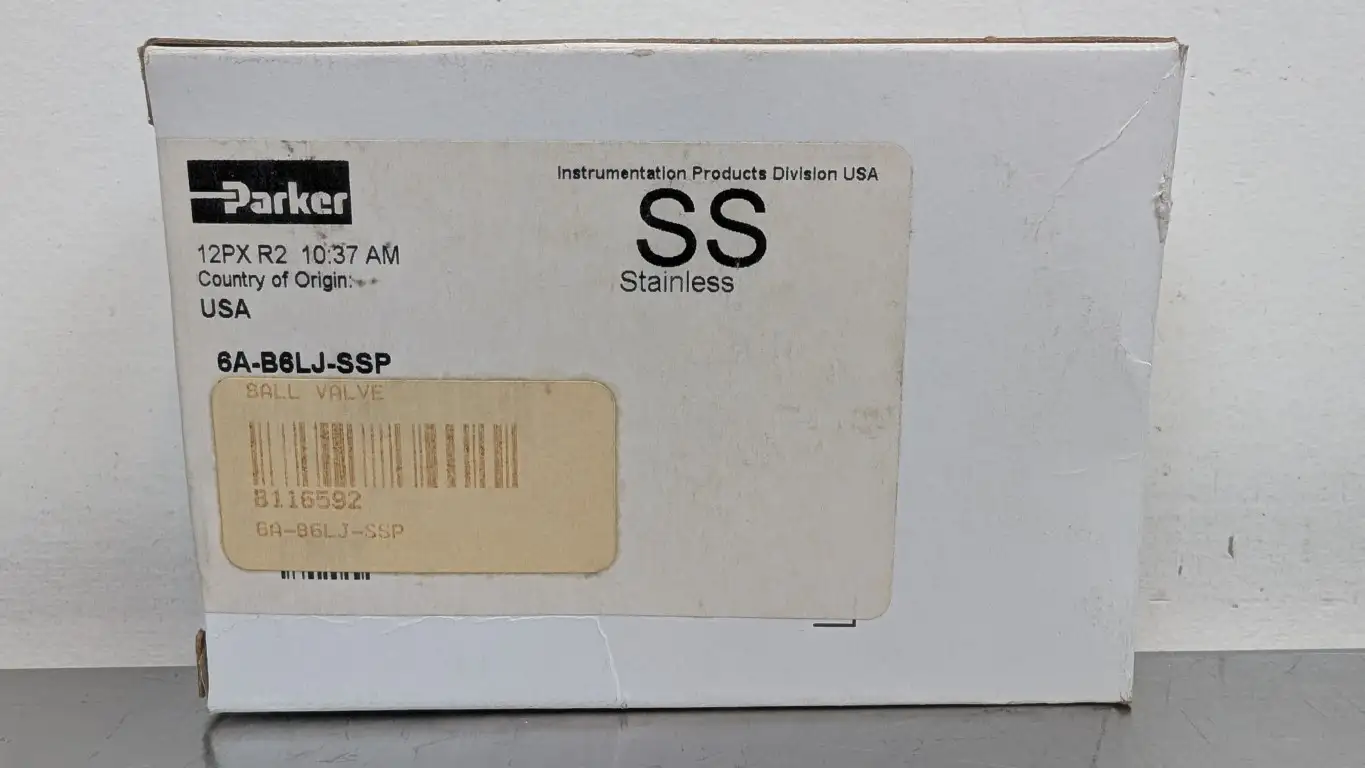 Parker
Instrumentation Products Division USA
SS
Stainless
12PX R2 10:37 AM
Country of Origin:
USA
6A-B6LJ-SSP
BALL VALVE
8116592
6A-B6LJ-SSP